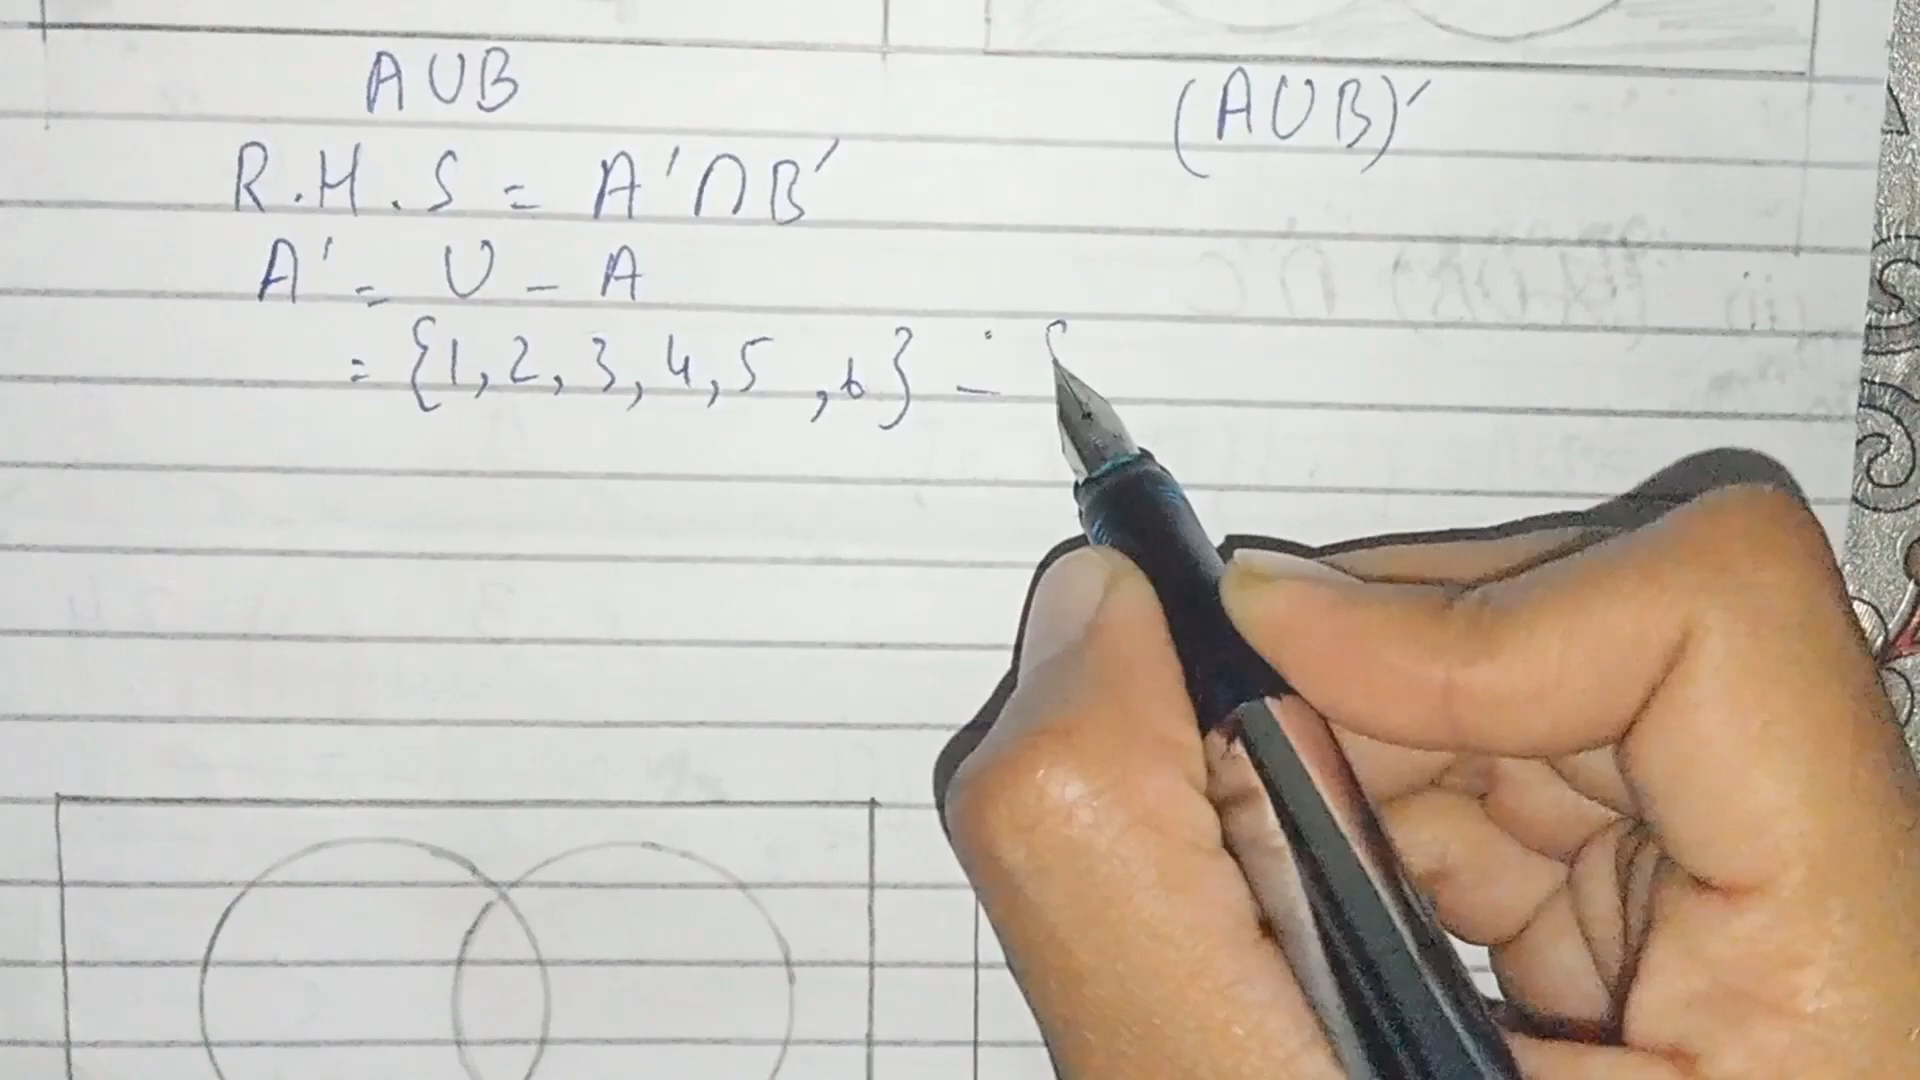 A∪B
(A∪B)′
R.H.S = A′∩B′
A′ = U - A
= {1, 2, 3, 4, 5, 6} -